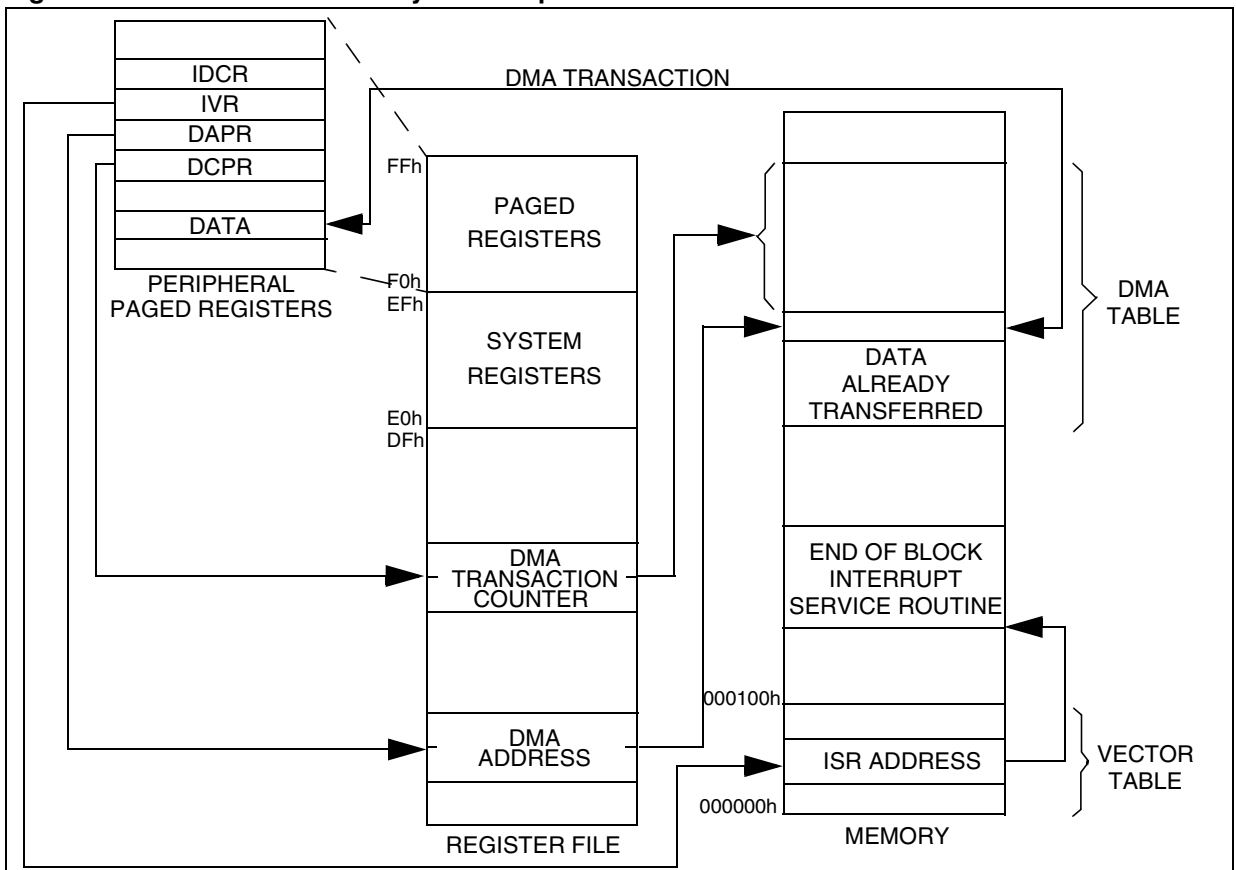 IDCR
IVR
DAPR
DCPR
DATA
PERIPHERAL
PAGED REGISTERS
DMA TRANSACTION
FFh
PAGED
REGISTERS
F0h
EFh
SYSTEM
REGISTERS
E0h
DFh
DMA
TRANSACTION
COUNTER
DMA
ADDRESS
REGISTER FILE
DATA
ALREADY
TRANSFERRED
DMA
TABLE
END OF BLOCK
INTERRUPT
SERVICE ROUTINE
000100h
ISR ADDRESS
VECTOR
TABLE
000000h
MEMORY